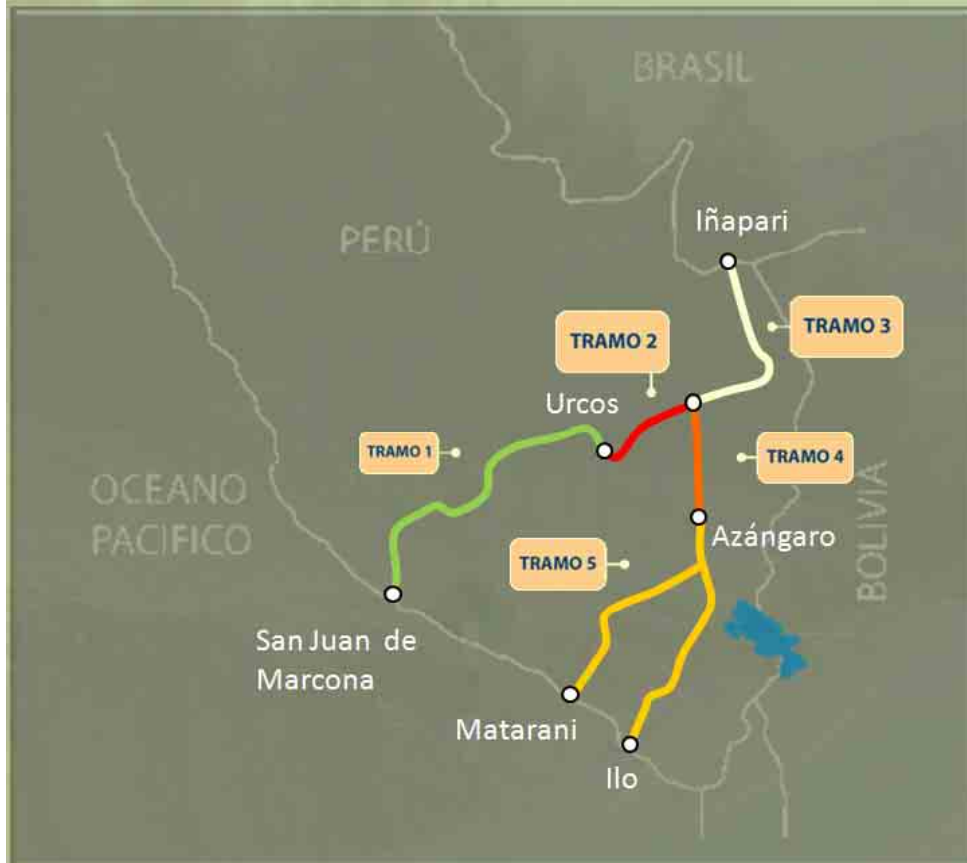 BRASIL
Iñapari
PERÚ
TRAMO 3
TRAMO 2
Urcos
TRAMO 1
TRAMO 4
OCEANO
PACIFICO
Azángaro
BOLIVIA
TRAMO 5
San Juan de
Marcona
Matarani
Ilo